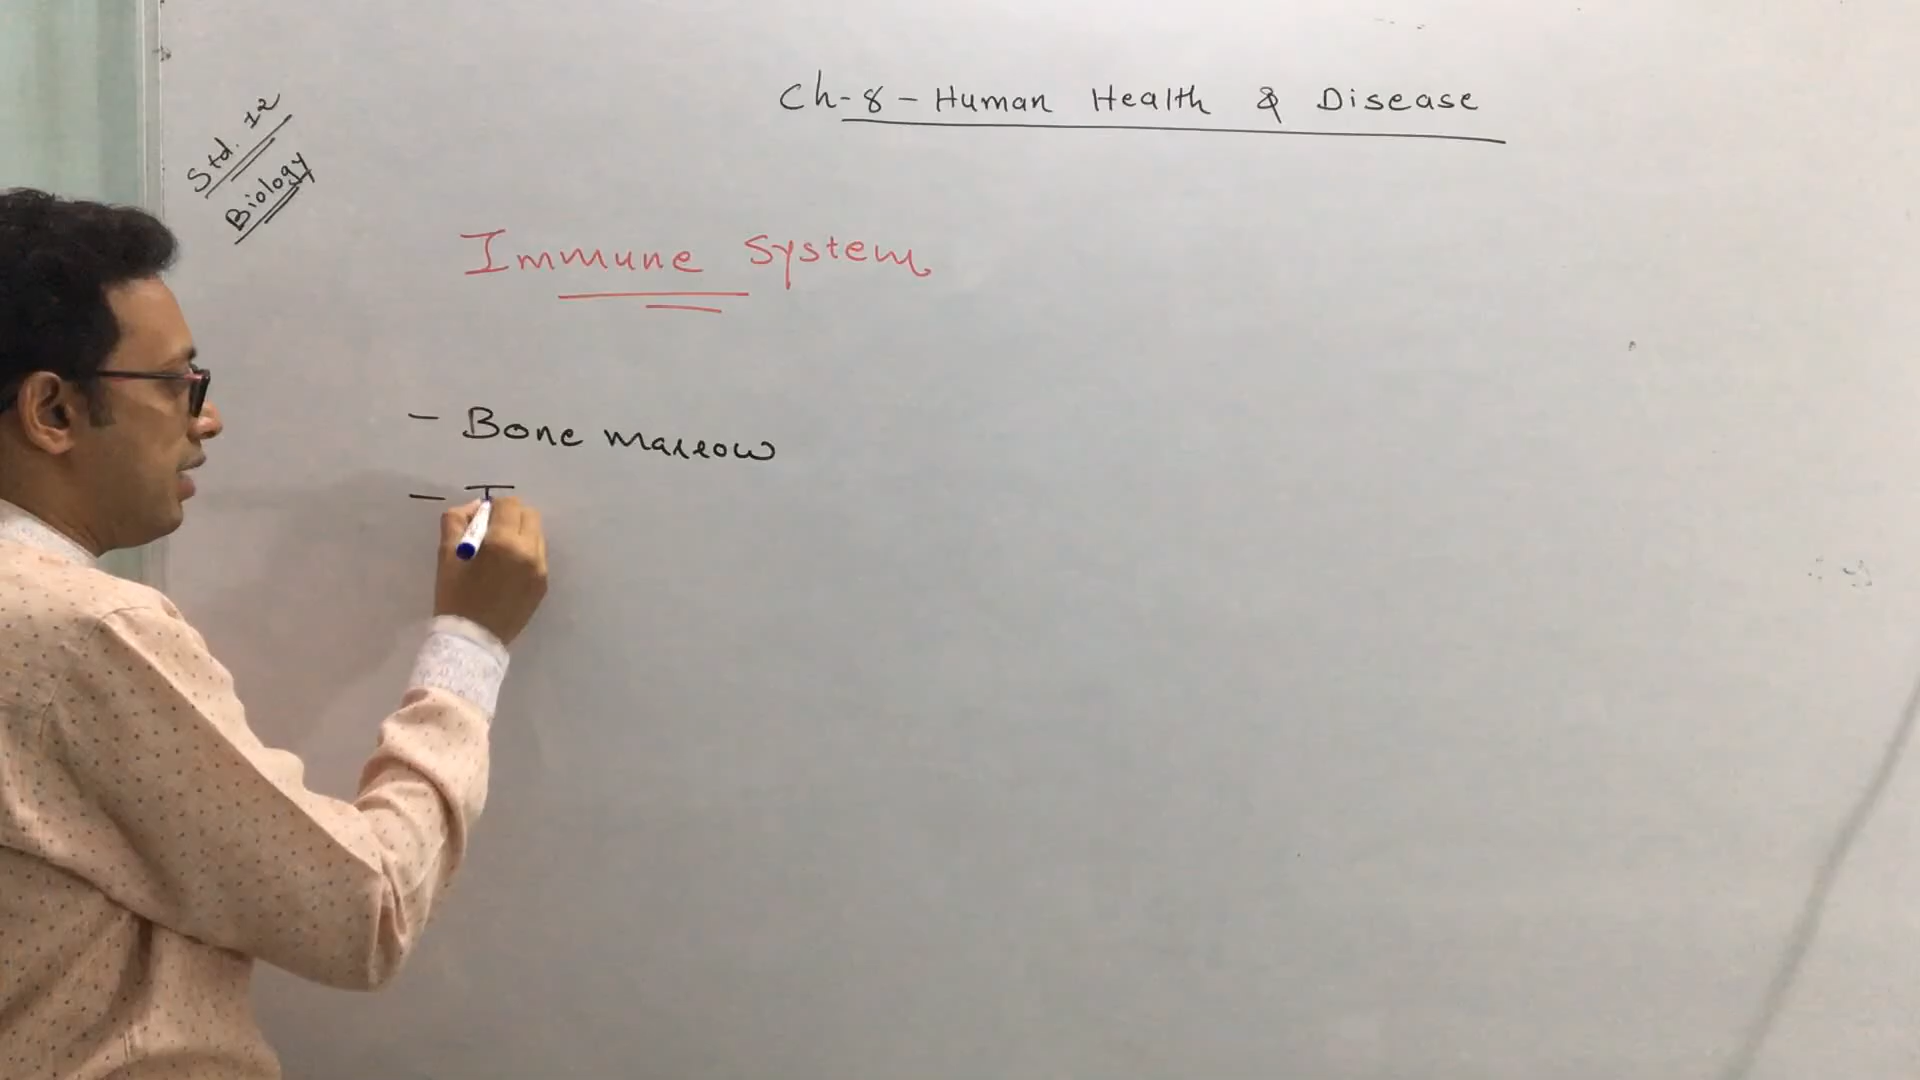 Std. 12
Biology
Ch-8 - Human Health & Disease
Immune System
- Bone marrow
- T